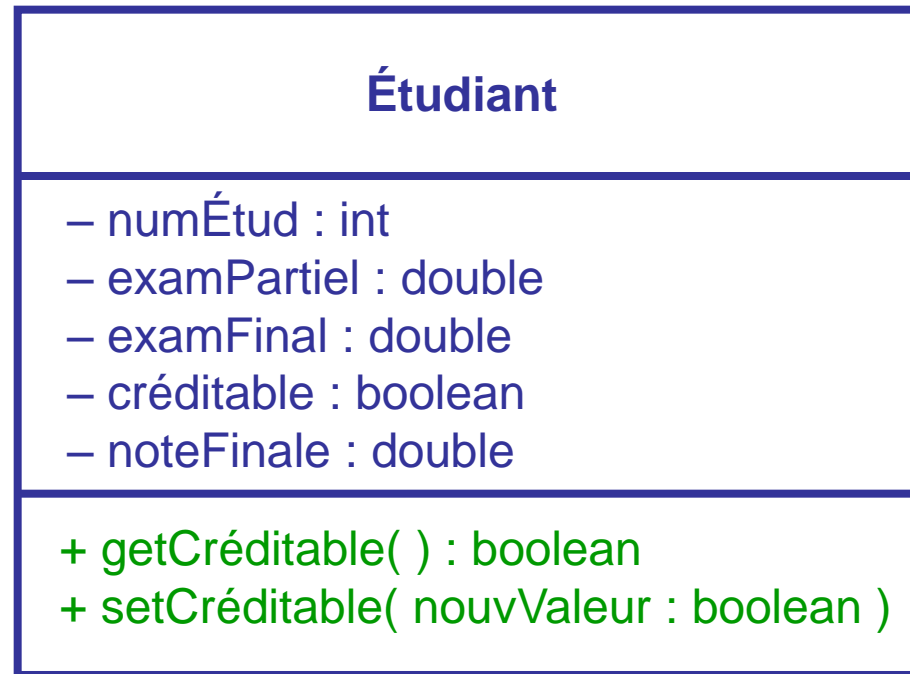 Étudiant
– numÉtud : int
– examPartiel : double
– examFinal : double
– créditable : boolean
– noteFinale : double
+ getCréditable( ) : boolean
+ setCréditable( nouvValeur : boolean )